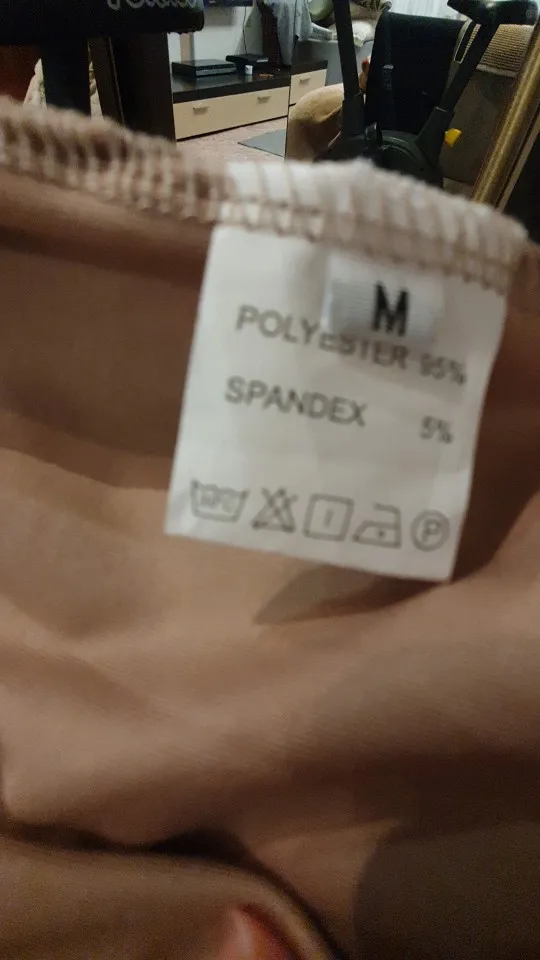 M
POLYESTER 95%
SPANDEX 5%
P